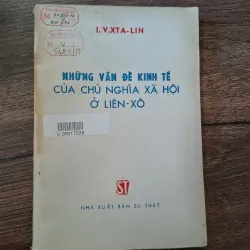 I. V. XTA-LIN
NHỮNG VẤN ĐỀ KINH TẾ
CỦA CHỦ NGHĨA XÃ HỘI
Ở LIÊN-XÔ
V.00017528
ST
NHÀ XUẤT BẢN SỰ THẬT